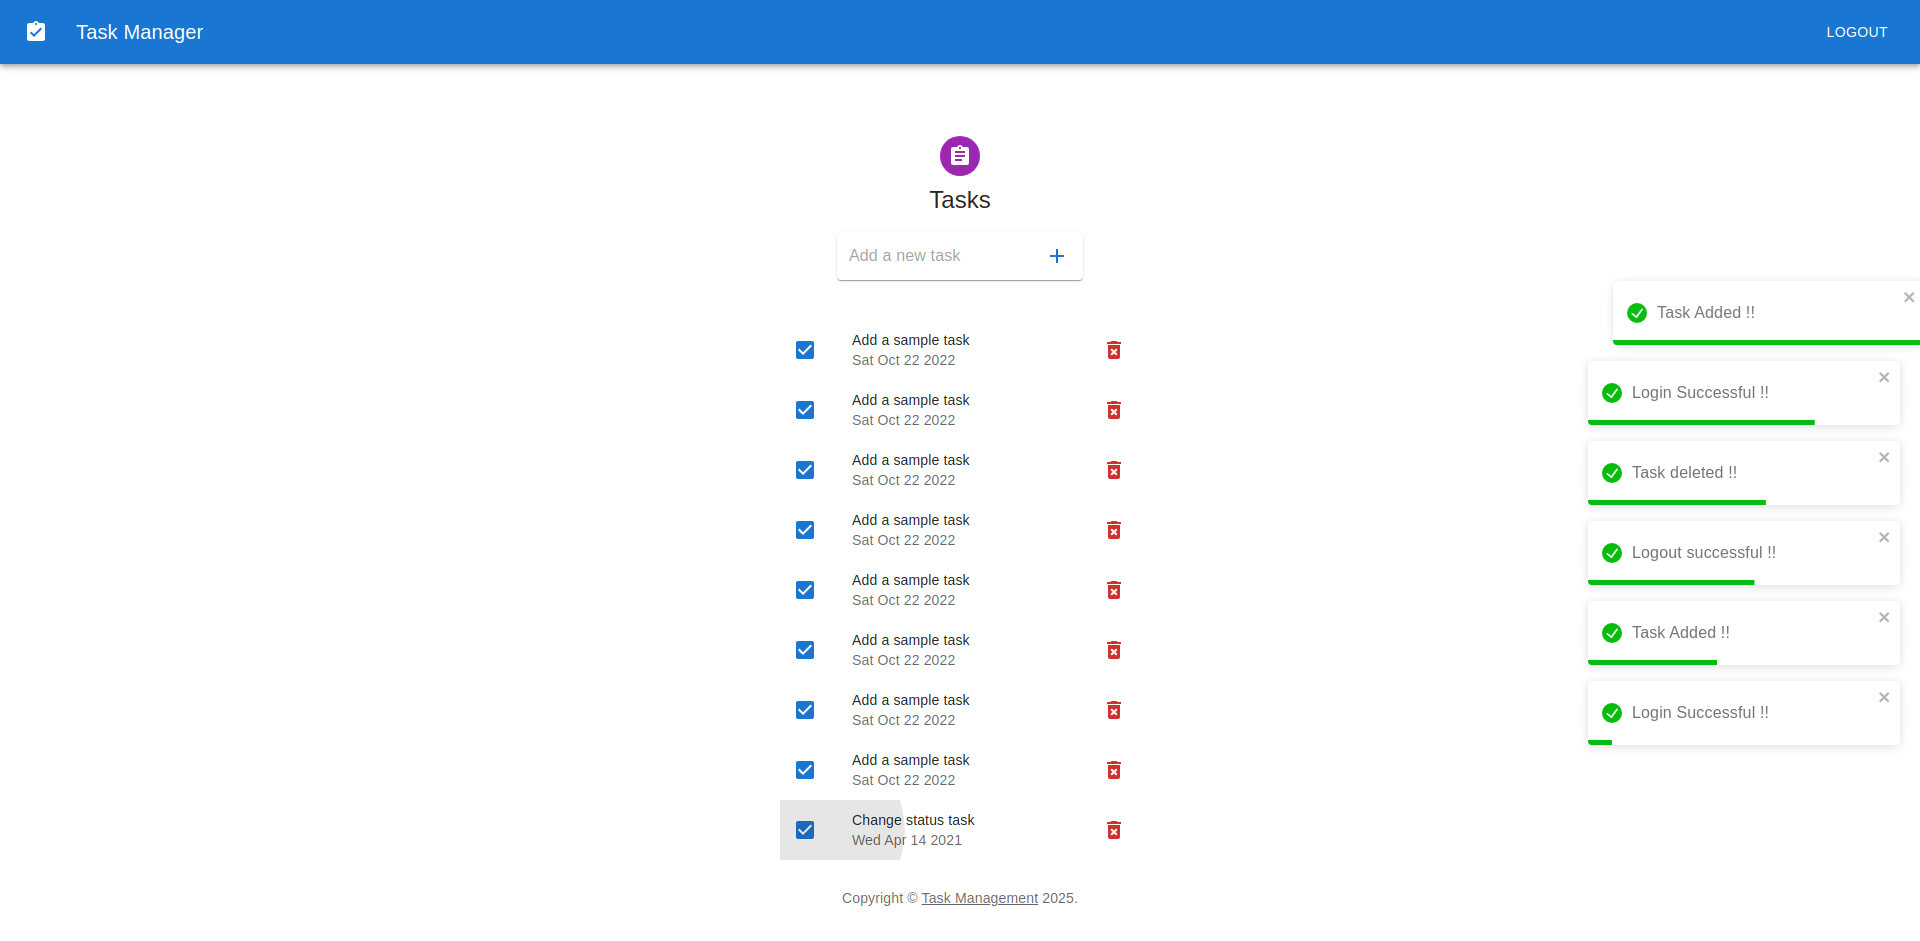 Task Manager
LOGOUT
Tasks
Add a new task
Add a sample task
Sat Oct 22 2022
Add a sample task
Sat Oct 22 2022
Add a sample task
Sat Oct 22 2022
Add a sample task
Sat Oct 22 2022
Add a sample task
Sat Oct 22 2022
Add a sample task
Sat Oct 22 2022
Add a sample task
Sat Oct 22 2022
Add a sample task
Sat Oct 22 2022
Change status task
Wed Apr 14 2021
Copyright © Task Management 2025.
Task Added !!
Login Successful !!
Task deleted !!
Logout successful !!
Task Added !!
Login Successful !!